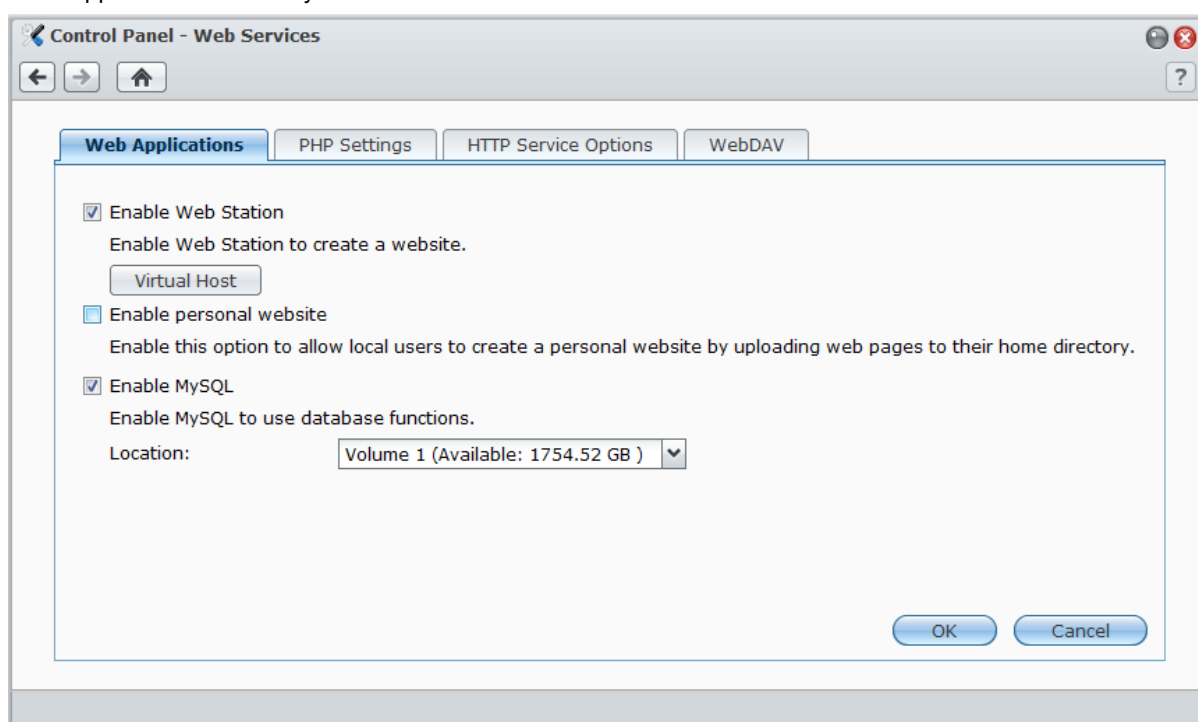 Control Panel - Web Services
?
Web Applications PHP Settings HTTP Service Options WebDAV
Enable Web Station
Enable Web Station to create a website.
Virtual Host
Enable personal website
Enable this option to allow local users to create a personal website by uploading web pages to their home directory.
Enable MySQL
Enable MySQL to use database functions.
Location: Volume 1 (Available: 1754.52 GB )
OK Cancel